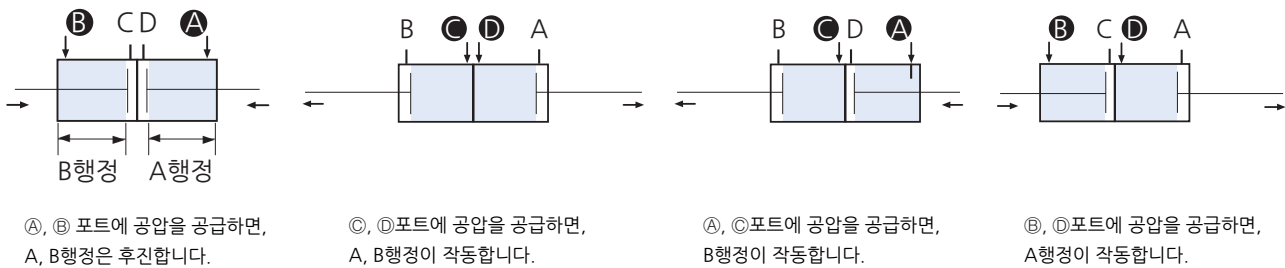 Ⓑ C D Ⓐ
B행정 A행정
Ⓐ, Ⓑ 포트에 공압을 공급하면,
A, B행정은 후진합니다.
B Ⓒ Ⓓ A
Ⓒ, Ⓓ포트에 공압을 공급하면,
A, B행정이 작동합니다.
B Ⓒ D Ⓐ
Ⓐ, Ⓒ포트에 공압을 공급하면,
B행정이 작동합니다.
Ⓑ C Ⓓ A
Ⓑ, Ⓓ포트에 공압을 공급하면,
A행정이 작동합니다.